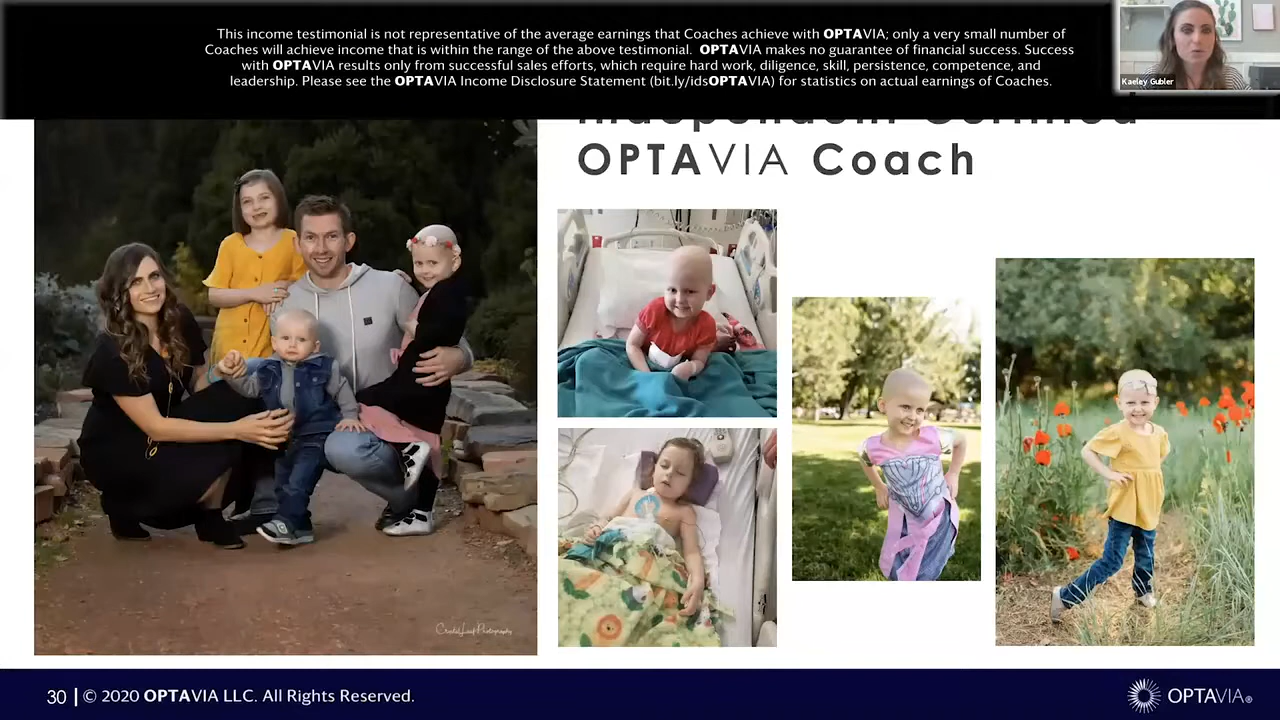 This income testimonial is not representative of the average earnings that Coaches achieve with OPTAVIA; only a very small number of
Coaches will achieve income that is within the range of the above testimonial. OPTAVIA makes no guarantee of financial success. Success
with OPTAVIA results only from successful sales efforts, which require hard work, diligence, skill, persistence, competence, and
leadership. Please see the OPTAVIA Income Disclosure Statement (bit.ly/idsOPTAVIA) for statistics on actual earnings of Coaches.
Kaeley Gubler
Independent Certified
OPTAVIA Coach
30 | © 2020 OPTAVIA LLC. All Rights Reserved.
OPTAVIA®